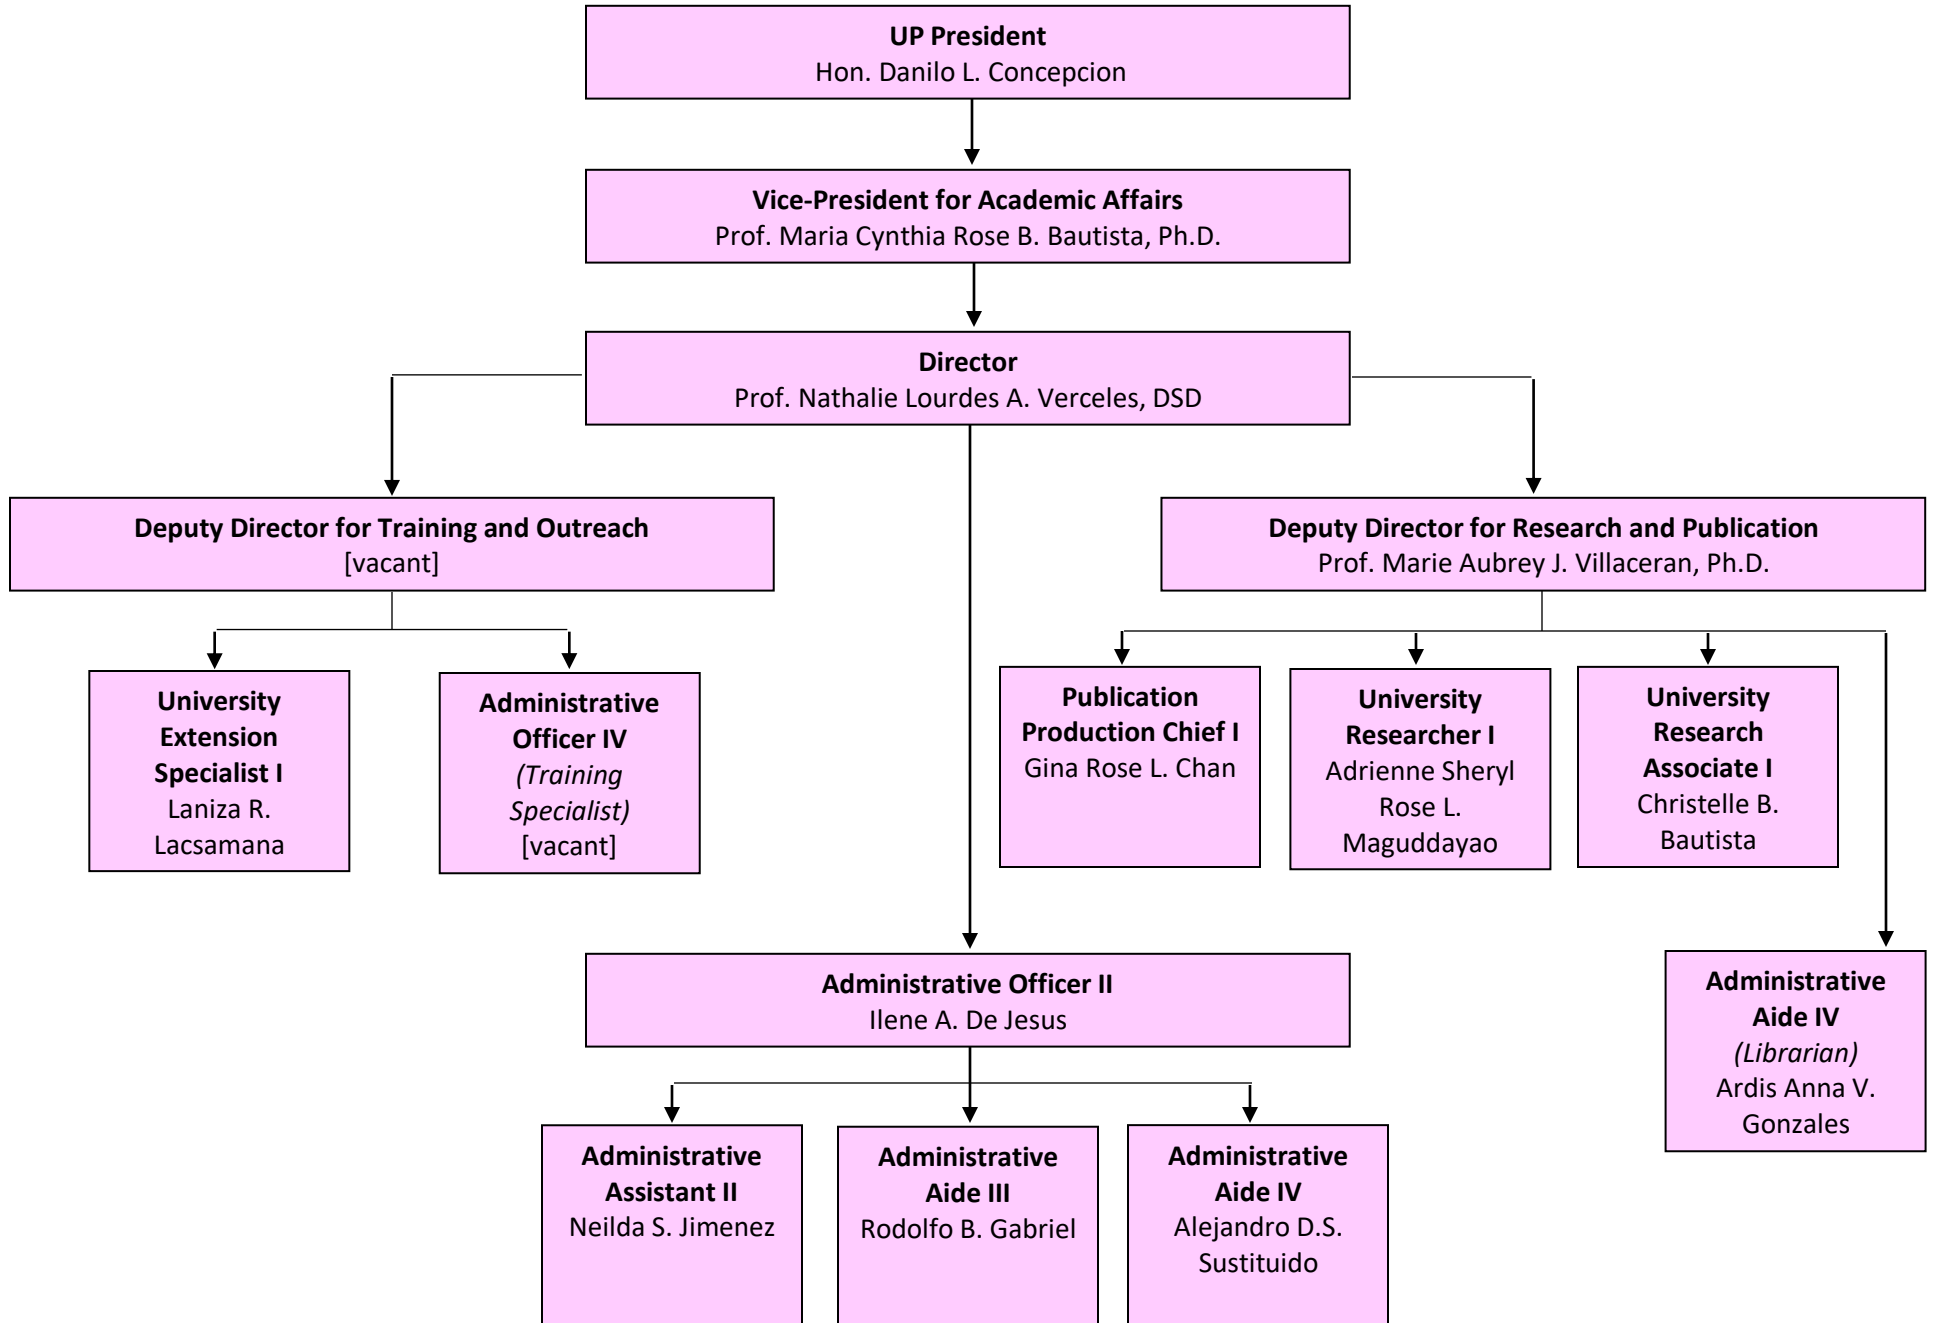 UP President
Hon. Danilo L. Concepcion
Vice-President for Academic Affairs
Prof. Maria Cynthia Rose B. Bautista, Ph.D.
Director
Prof. Nathalie Lourdes A. Verceles, DSD
Deputy Director for Training and Outreach
[vacant]
Deputy Director for Research and Publication
Prof. Marie Aubrey J. Villaceran, Ph.D.
University
Extension
Specialist I
Laniza R.
Lacsamana
Administrative
Officer IV
(Training
Specialist)
[vacant]
Publication
Production Chief I
Gina Rose L. Chan
University
Researcher I
Adrienne Sheryl
Rose L.
Maguddayao
University
Research
Associate I
Christelle B.
Bautista
Administrative Officer II
Ilene A. De Jesus
Administrative
Aide IV
(Librarian)
Ardis Anna V.
Gonzales
Administrative
Assistant II
Neilda S. Jimenez
Administrative
Aide III
Rodolfo B. Gabriel
Administrative
Aide IV
Alejandro D.S.
Sustituido